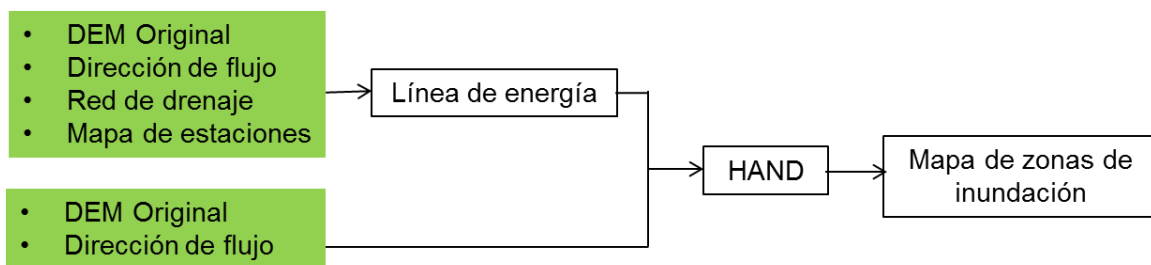 • DEM Original
• Dirección de flujo
• Red de drenaje
• Mapa de estaciones
Línea de energía
• DEM Original
• Dirección de flujo
HAND
Mapa de zonas de
inundación